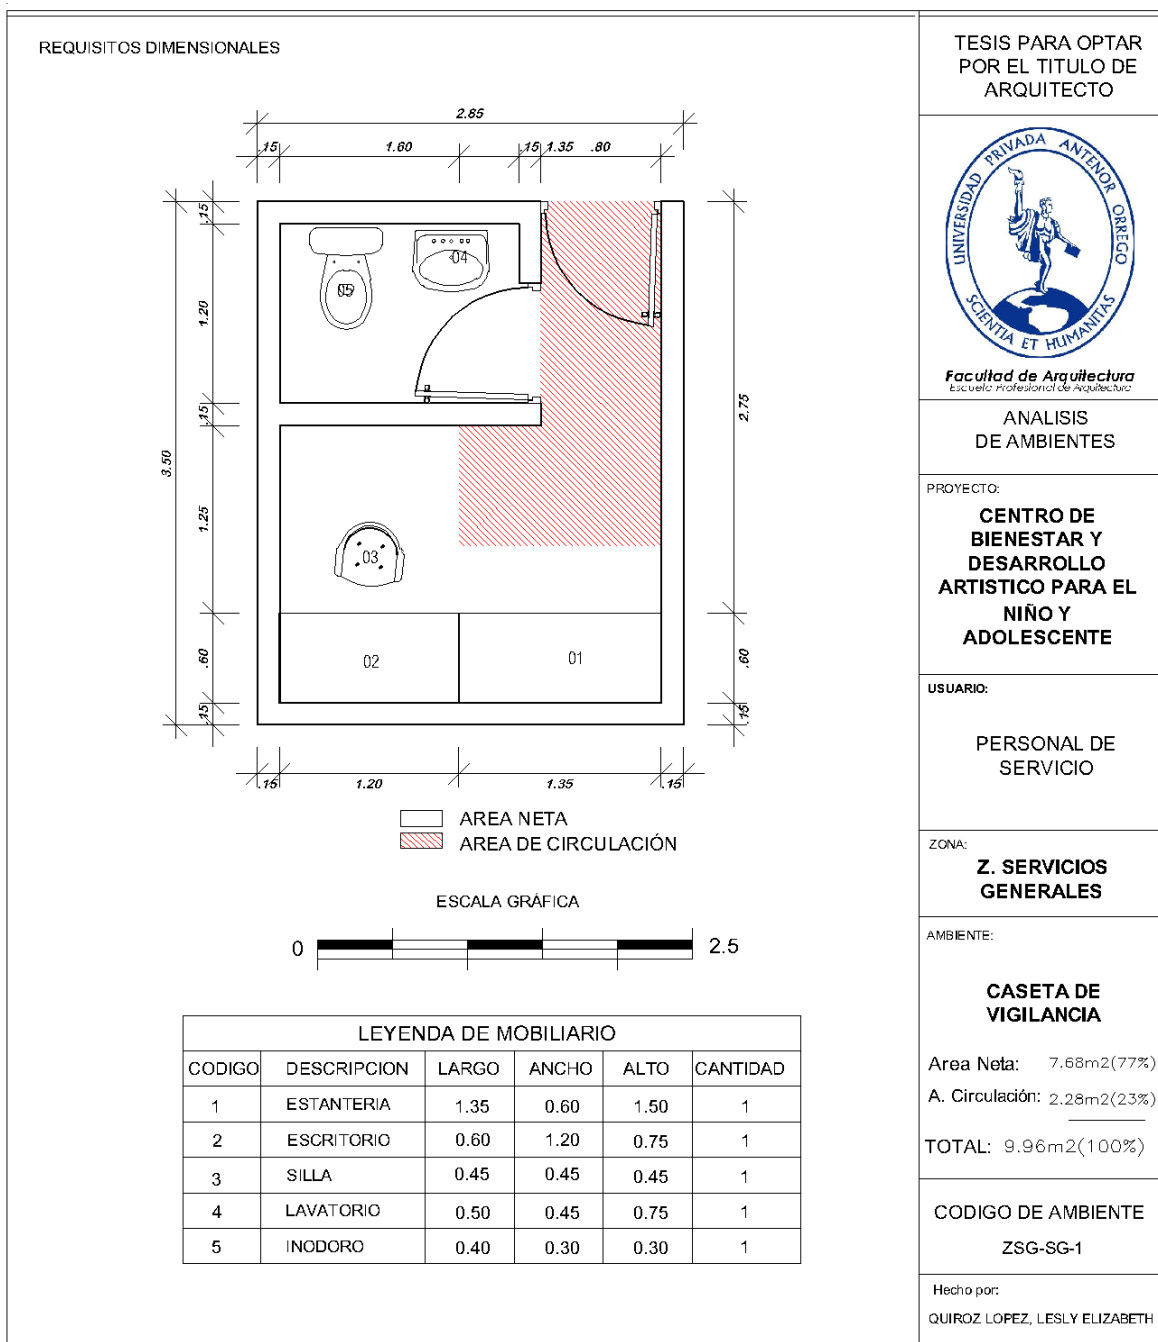 REQUISITOS DIMENSIONALES
2.85
.15
1.60
.15
1.35
.80
.15
1.20
.15
1.25
.60
.15
3.50
2.75
.60
.15
04
05
03
02
01
.15
1.20
1.35
.15
AREA NETA
AREA DE CIRCULACIÓN
ESCALA GRÁFICA
0
2.5
LEYENDA DE MOBILIARIO
CODIGO DESCRIPCION LARGO ANCHO ALTO CANTIDAD
1 ESTANTERIA 1.35 0.60 1.50 1
2 ESCRITORIO 0.60 1.20 0.75 1
3 SILLA 0.45 0.45 0.45 1
4 LAVATORIO 0.50 0.45 0.75 1
5 INODORO 0.40 0.30 0.30 1
TESIS PARA OPTAR
POR EL TITULO DE
ARQUITECTO
UNIVERSIDAD PRIVADA ANTENOR ORREGO
SCIENTIA ET HUMANITAS
Facultad de Arquitectura
Escuela Profesional de Arquitectura
ANALISIS
DE AMBIENTES
PROYECTO:
CENTRO DE
BIENESTAR Y
DESARROLLO
ARTISTICO PARA EL
NIÑO Y
ADOLESCENTE
USUARIO:
PERSONAL DE
SERVICIO
ZONA:
Z. SERVICIOS
GENERALES
AMBIENTE:
CASETA DE
VIGILANCIA
Area Neta: 7.68m2(77%)
A. Circulación: 2.28m2(23%)
TOTAL: 9.96m2(100%)
CODIGO DE AMBIENTE
ZSG-SG-1
Hecho por:
QUIROZ LOPEZ, LESLY ELIZABETH